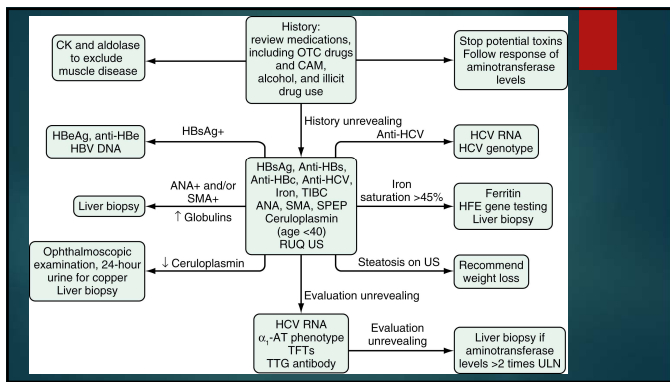 History:
review medications,
including OTC drugs
and CAM,
alcohol, and illicit
drug use
CK and aldolase
to exclude
muscle disease
Stop potential toxins
Follow response of
aminotransferase
levels
History unrevealing
HBeAg, anti-HBe
HBV DNA
HBsAg+
Anti-HCV
HCV RNA
HCV genotype
HBsAg, Anti-HBs,
Anti-HBc, Anti-HCV,
Iron, TIBC
ANA, SMA, SPEP
Ceruloplasmin
(age <40)
RUQ US
ANA+ and/or
SMA+
↑ Globulins
Liver biopsy
Iron
saturation >45%
Ferritin
HFE gene testing
Liver biopsy
Ophthalmoscopic
examination, 24-hour
urine for copper
Liver biopsy
↓ Ceruloplasmin
Steatosis on US
Recommend
weight loss
Evaluation unrevealing
HCV RNA
α₁-AT phenotype
TFTs
TTG antibody
Evaluation
unrevealing
Liver biopsy if
aminotransferase
levels >2 times ULN